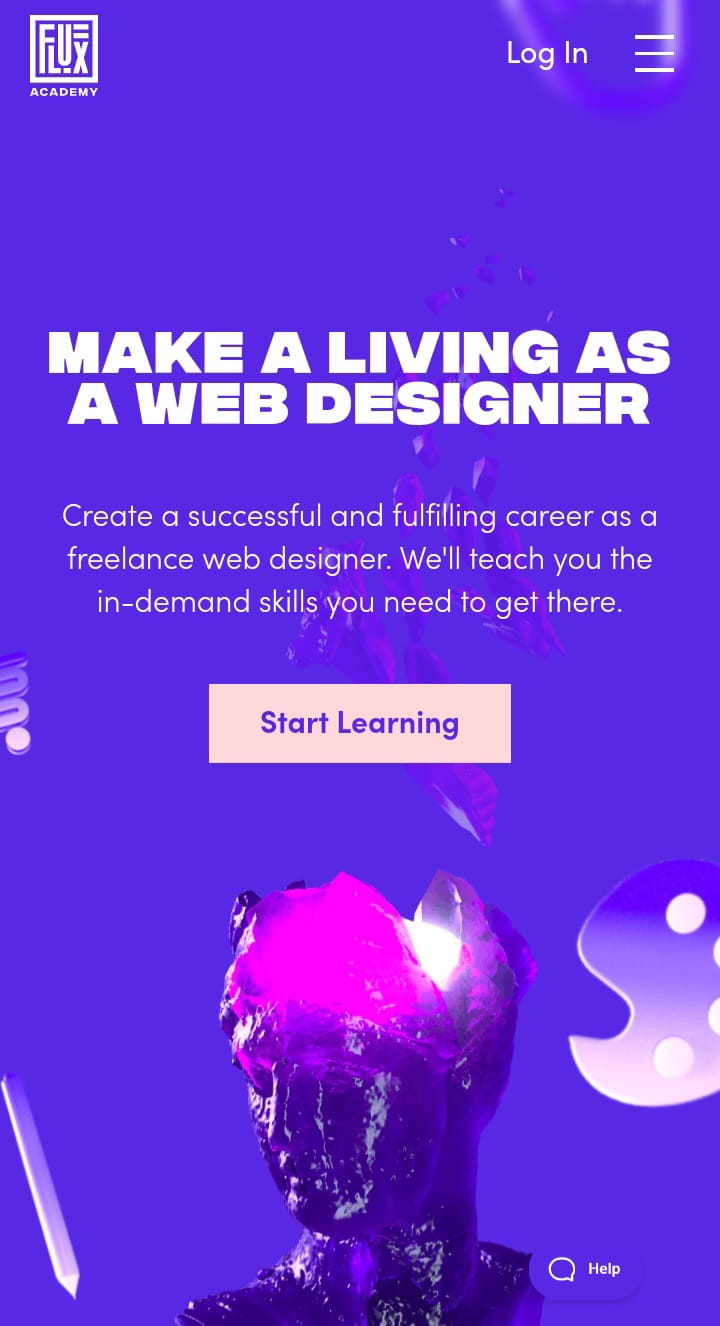 FLUX
ACADEMY
Log In
MAKE A LIVING AS
A WEB DESIGNER
Create a successful and fulfilling career as a
freelance web designer. We'll teach you the
in-demand skills you need to get there.
Start Learning
Help